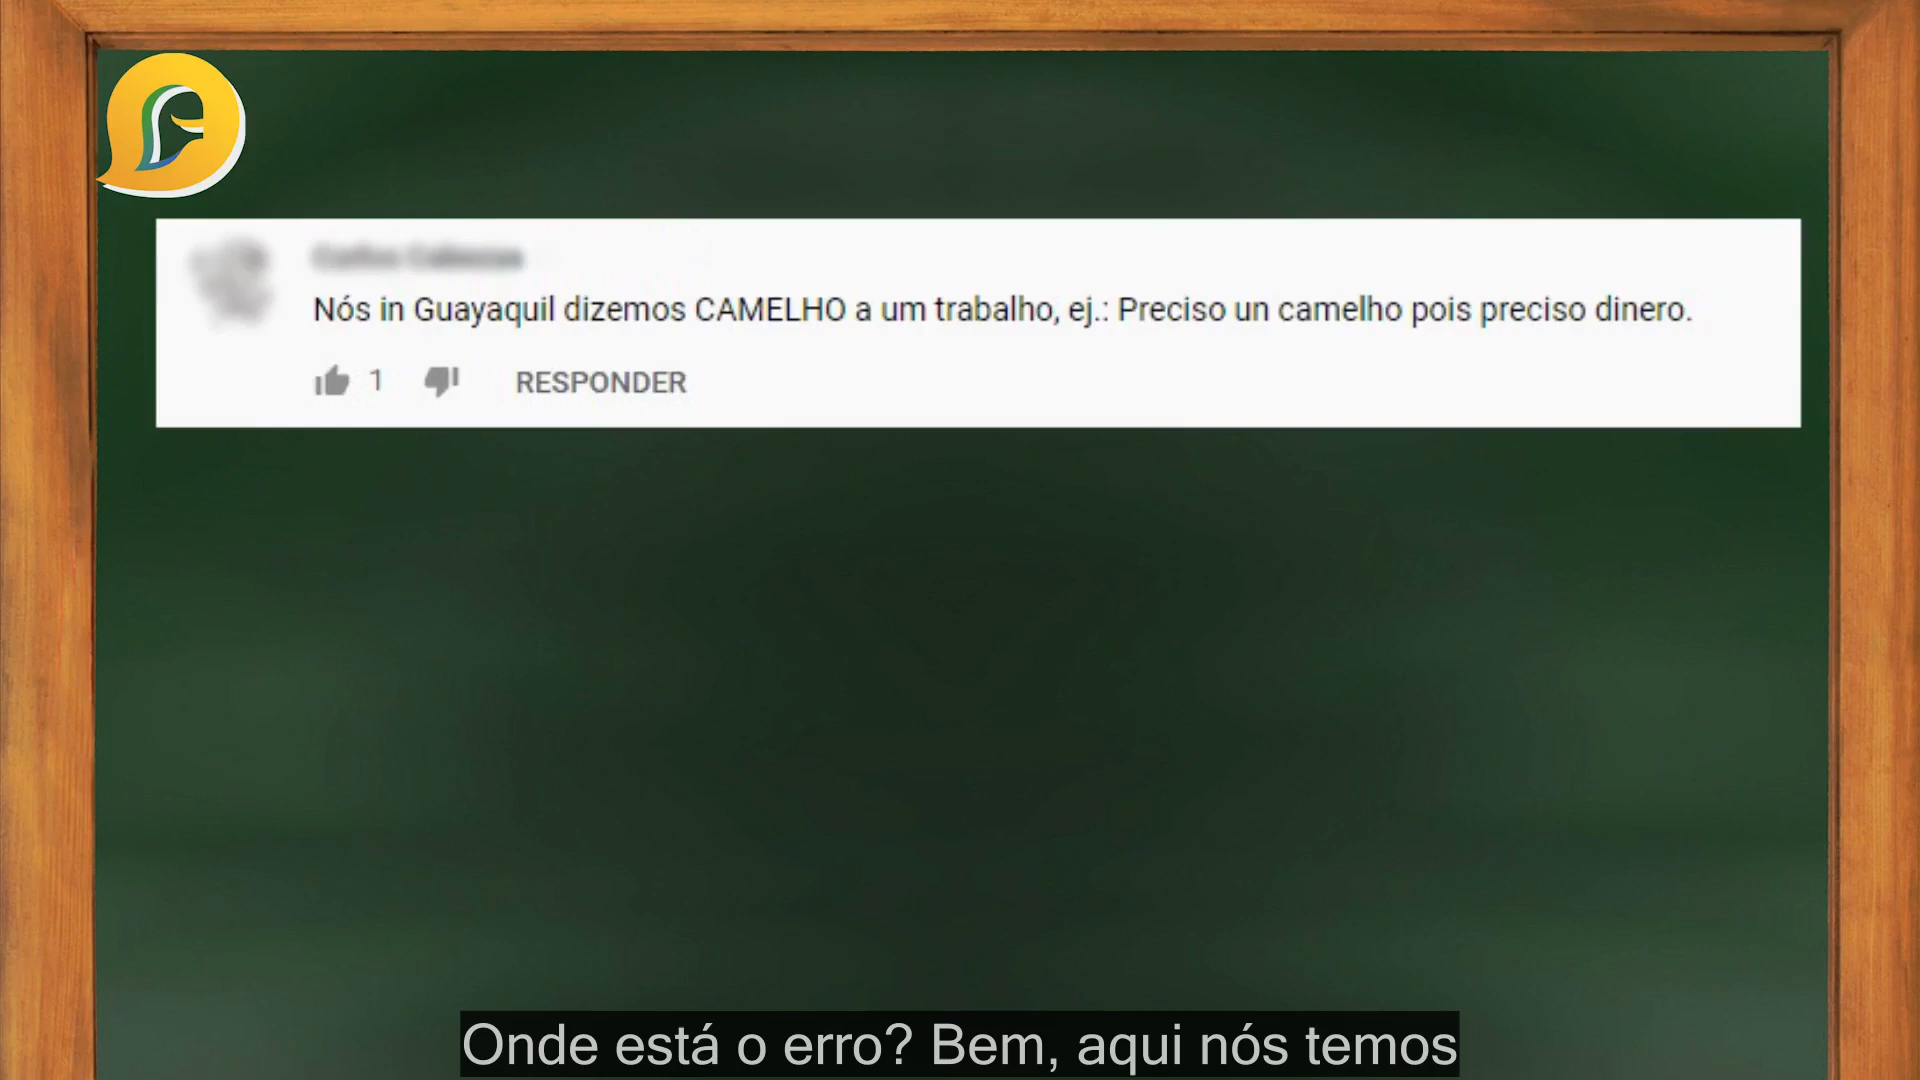 Nós in Guayaquil dizemos CAMELHO a um trabalho, ej.: Preciso un camelho pois preciso dinero.
1 RESPONDER
Onde está o erro? Bem, aqui nós temos